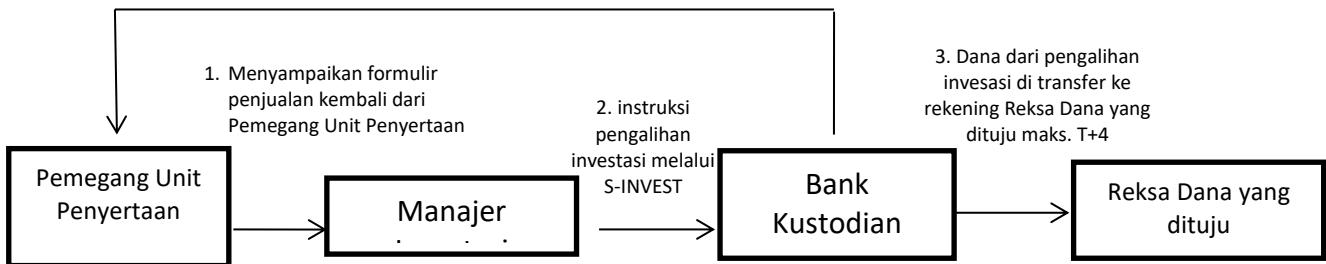 1. Menyampaikan formulir
penjualan kembali dari
Pemegang Unit Penyertaan
2. instruksi
pengalihan
investasi melalui
S-INVEST
3. Dana dari pengalihan
invesasi di transfer ke
rekening Reksa Dana yang
dituju maks. T+4
Pemegang Unit
Penyertaan
Manajer
Bank
Kustodian
Reksa Dana yang
dituju